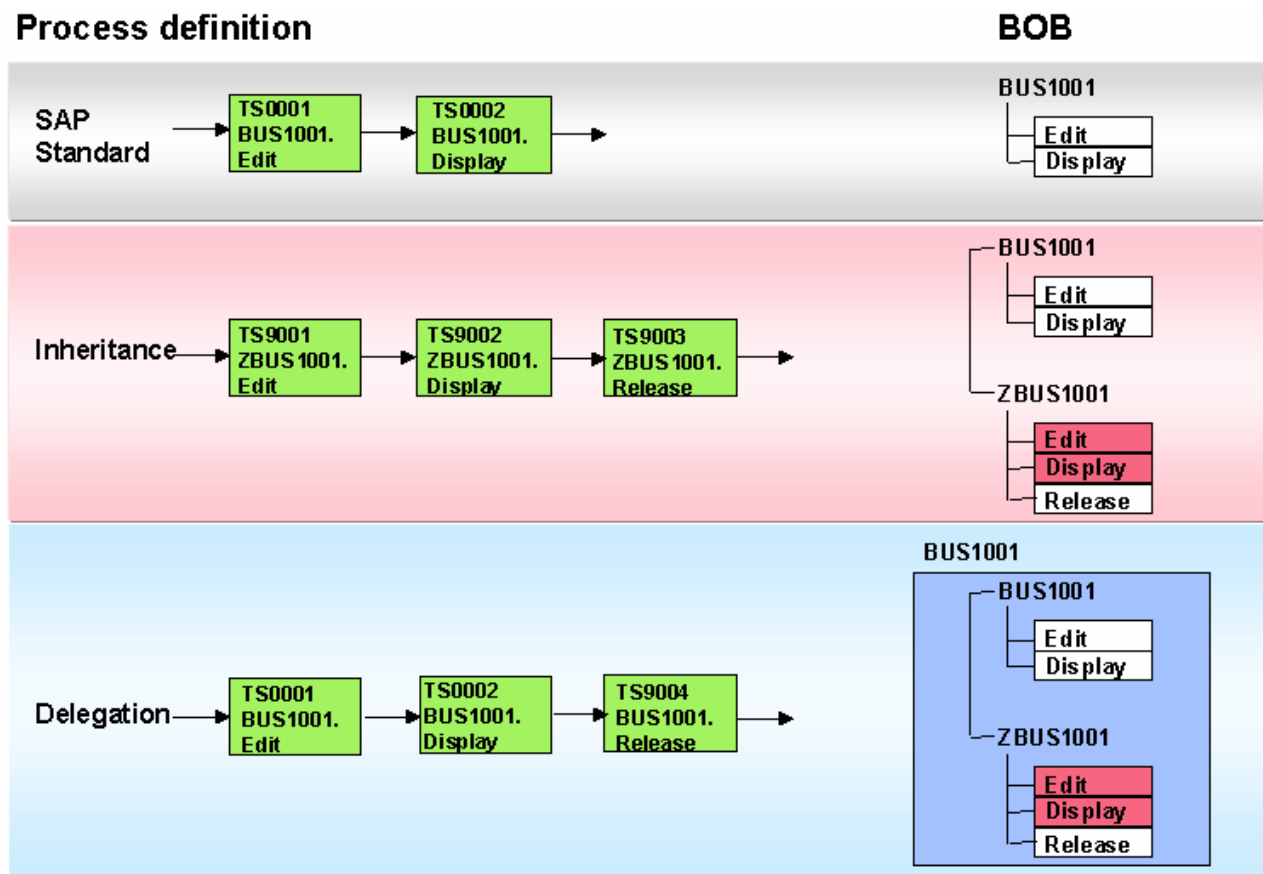 Process definition
BOB
SAP
Standard
TS0001
BUS1001.
Edit
TS0002
BUS1001.
Display
BUS1001
Edit
Display
Inheritance
TS9001
ZBUS1001.
Edit
TS9002
ZBUS1001.
Display
TS9003
ZBUS1001.
Release
BUS1001
Edit
Display
ZBUS1001
Edit
Display
Release
Delegation
TS0001
BUS1001.
Edit
TS0002
BUS1001.
Display
TS9004
BUS1001.
Release
BUS1001
BUS1001
Edit
Display
ZBUS1001
Edit
Display
Release